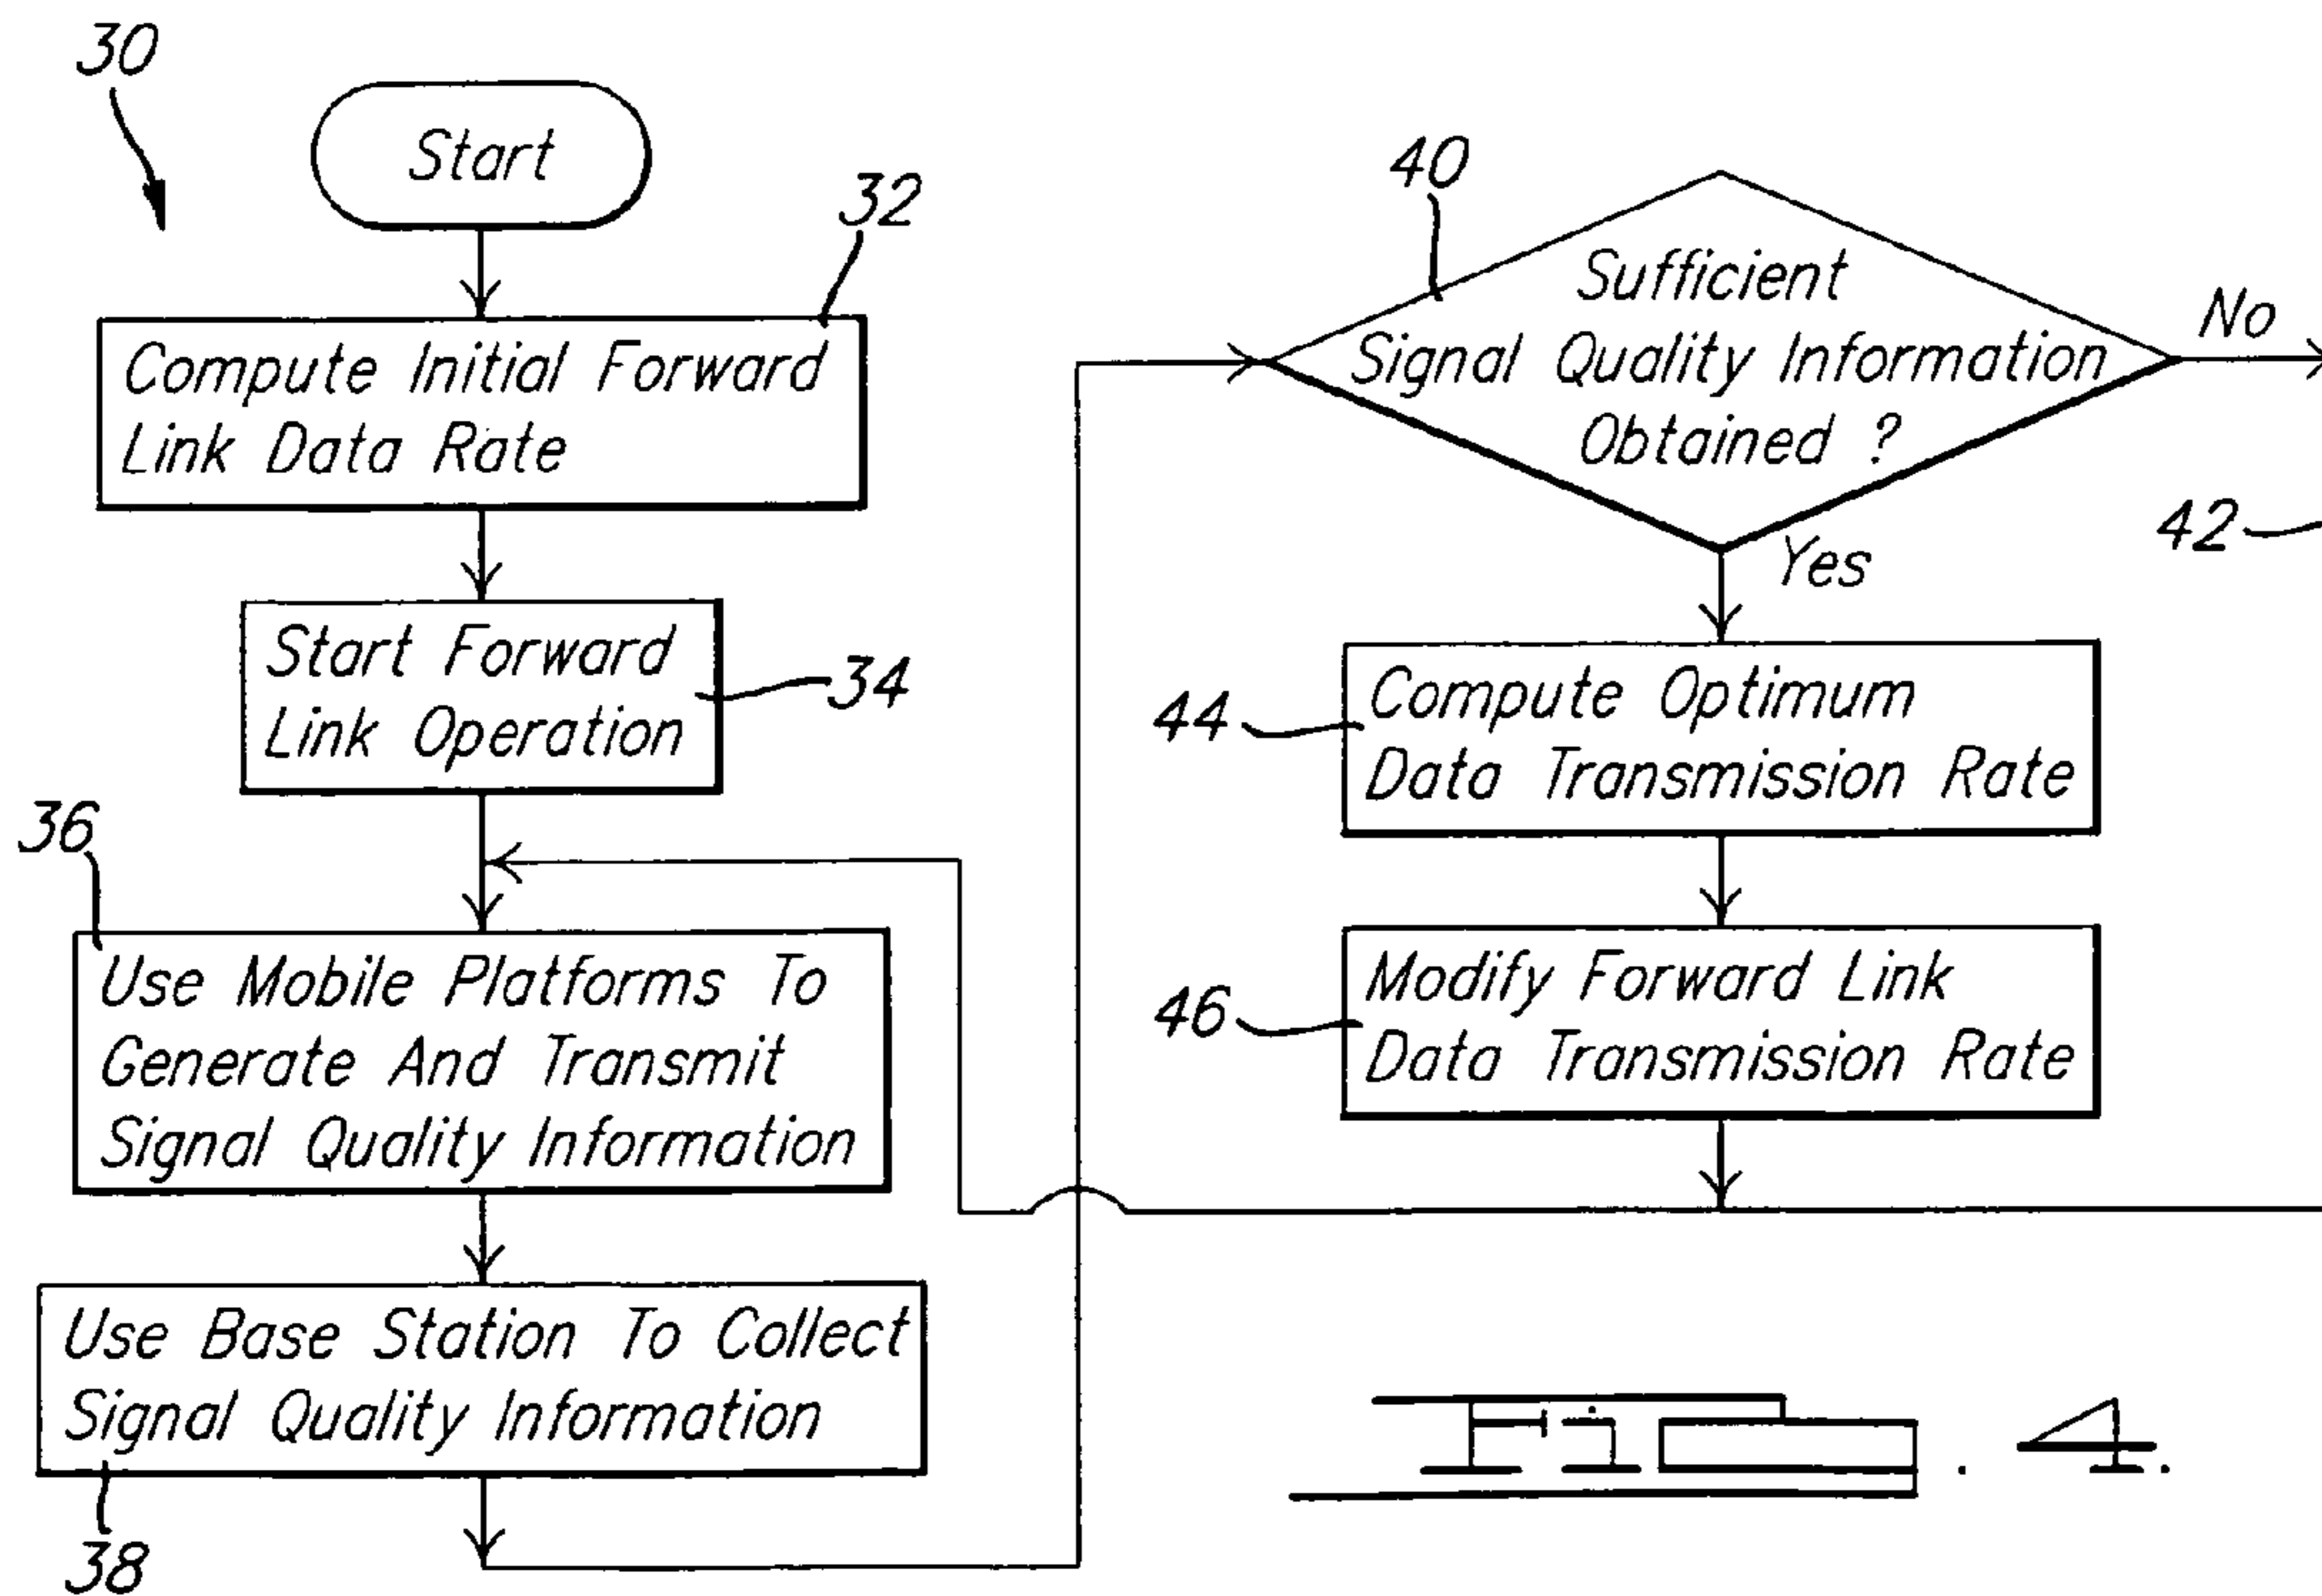 30
Start
32
Compute Initial Forward
Link Data Rate
Start Forward
Link Operation
34
36
Use Mobile Platforms To
Generate And Transmit
Signal Quality Information
Use Base Station To Collect
Signal Quality Information
38
40
Sufficient
Signal Quality Information
Obtained ?
No
42
Yes
44
Compute Optimum
Data Transmission Rate
46
Modify Forward Link
Data Transmission Rate
Fig. 4.